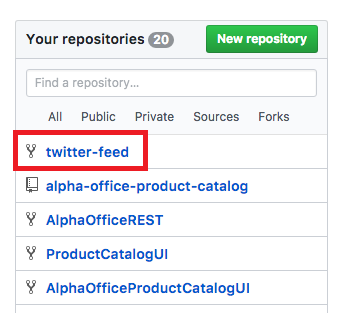 Your repositories 20 New repository
Find a repository...
All Public Private Sources Forks
twitter-feed
alpha-office-product-catalog
AlphaOfficeREST
ProductCatalogUI
AlphaOfficeProductCatalogUI